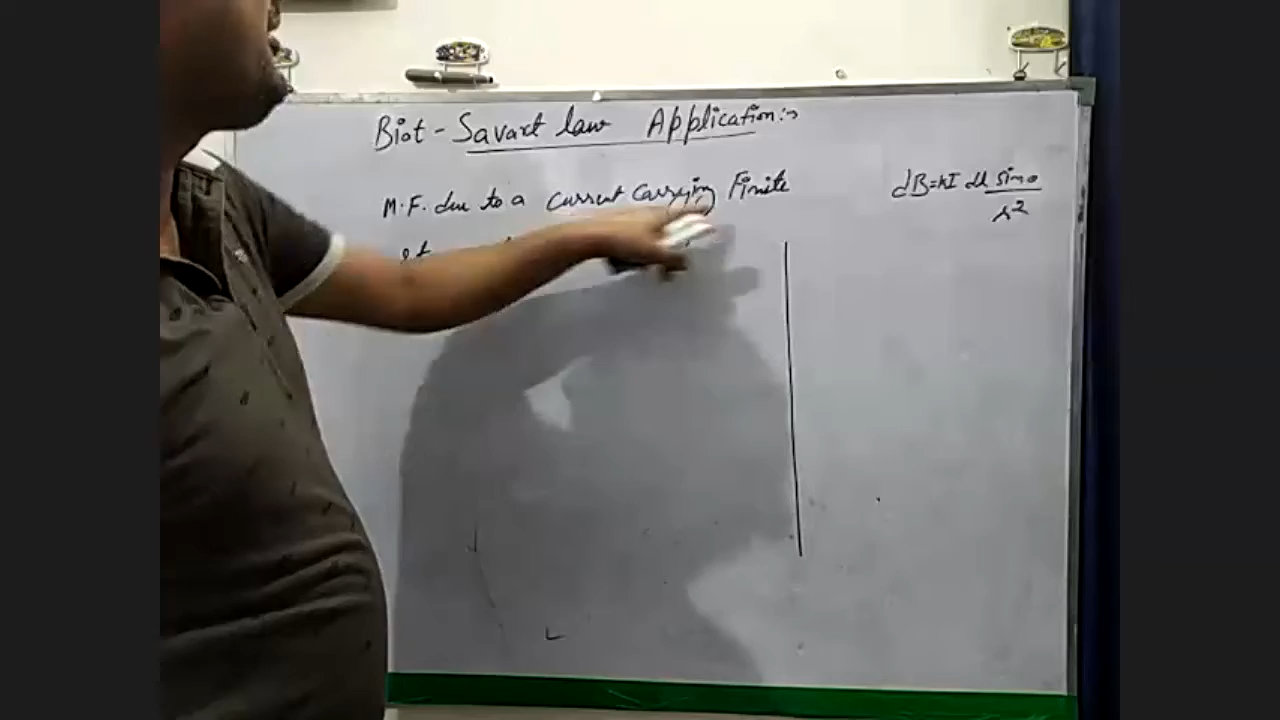 Biot - Savart law Application :-
M.F. due to a current carrying Finite
dB = kI dl sinθ / r²